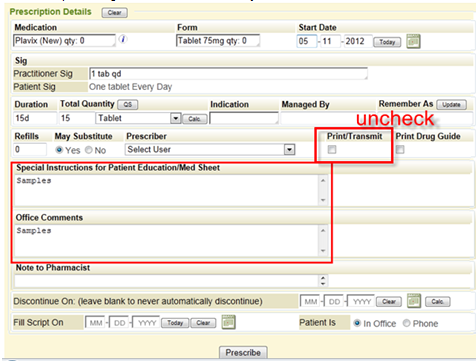 Prescription Details Clear
Medication Form Start Date
Plavix (New) qty: 0 i Tablet 75mg qty: 0 05 - 11 - 2012 Today
Sig
Practitioner Sig 1 tab qd
Patient Sig One tablet Every Day
Duration Total Quantity QS Indication Managed By Remember As Update
15d 15 Tablet Calc.
uncheck
Refills May Substitute Prescriber Print/Transmit Print Drug Guide
0 Yes No Select User
Special Instructions for Patient Education/Med Sheet
Samples
Office Comments
Samples
Note to Pharmacist
Discontinue On: (leave blank to never automatically discontinue) MM - DD - YYYY Clear Calc.
Fill Script On MM - DD - YYYY Today Clear Patient Is In Office Phone
Prescribe